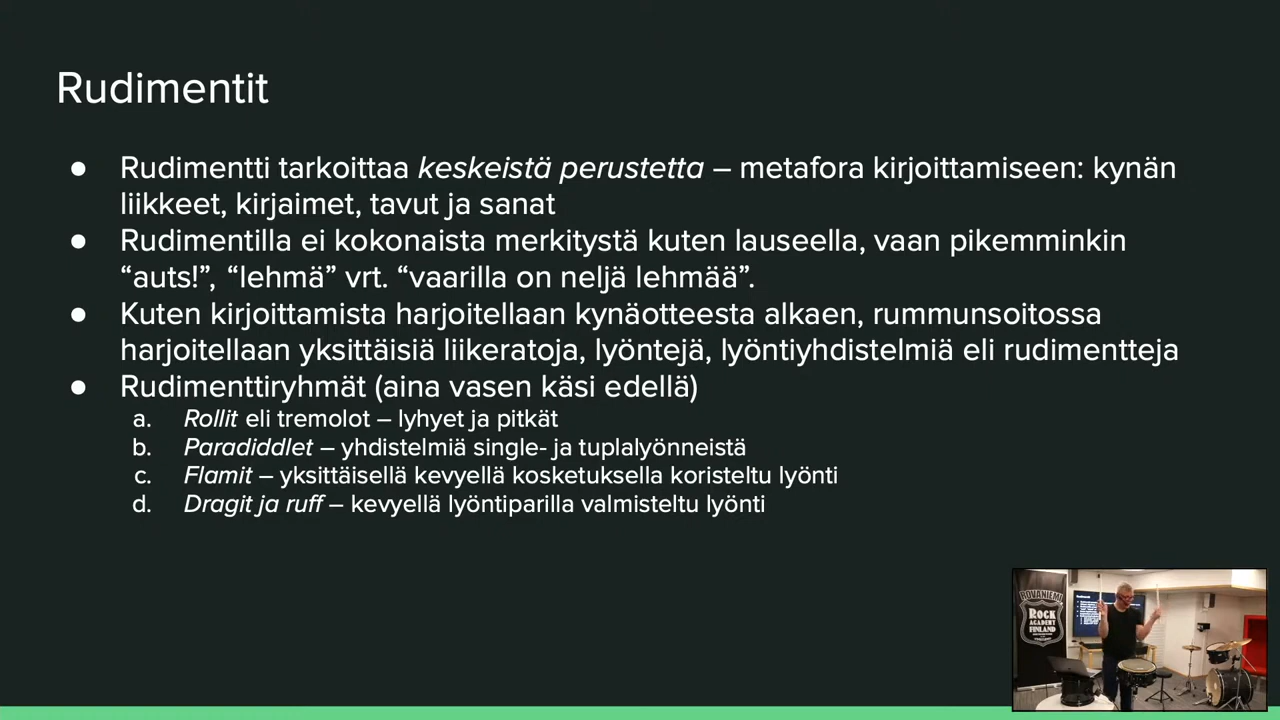 Rudimentit
● Rudimentti tarkoittaa keskeistä perustetta – metafora kirjoittamiseen: kynän
liikkeet, kirjaimet, tavut ja sanat
● Rudimentilla ei kokonaista merkitystä kuten lauseella, vaan pikemminkin
“auts!”, “lehmä” vrt. “vaarilla on neljä lehmää”.
● Kuten kirjoittamista harjoitellaan kynäotteesta alkaen, rummunsoitossa
harjoitellaan yksittäisiä liikeratoja, lyöntejä, lyöntiyhdistelmiä eli rudimentteja
● Rudimenttiryhmät (aina vasen käsi edellä)
a. Rollit eli tremolot – lyhyet ja pitkät
b. Paradiddlet – yhdistelmiä single- ja tuplalyönneistä
c. Flamit – yksittäisellä kevyellä kosketuksella koristeltu lyönti
d. Dragit ja ruff – kevyellä lyöntiparilla valmisteltu lyönti
ROVANIEMI
ROCK
ACADEMY
FINLAND